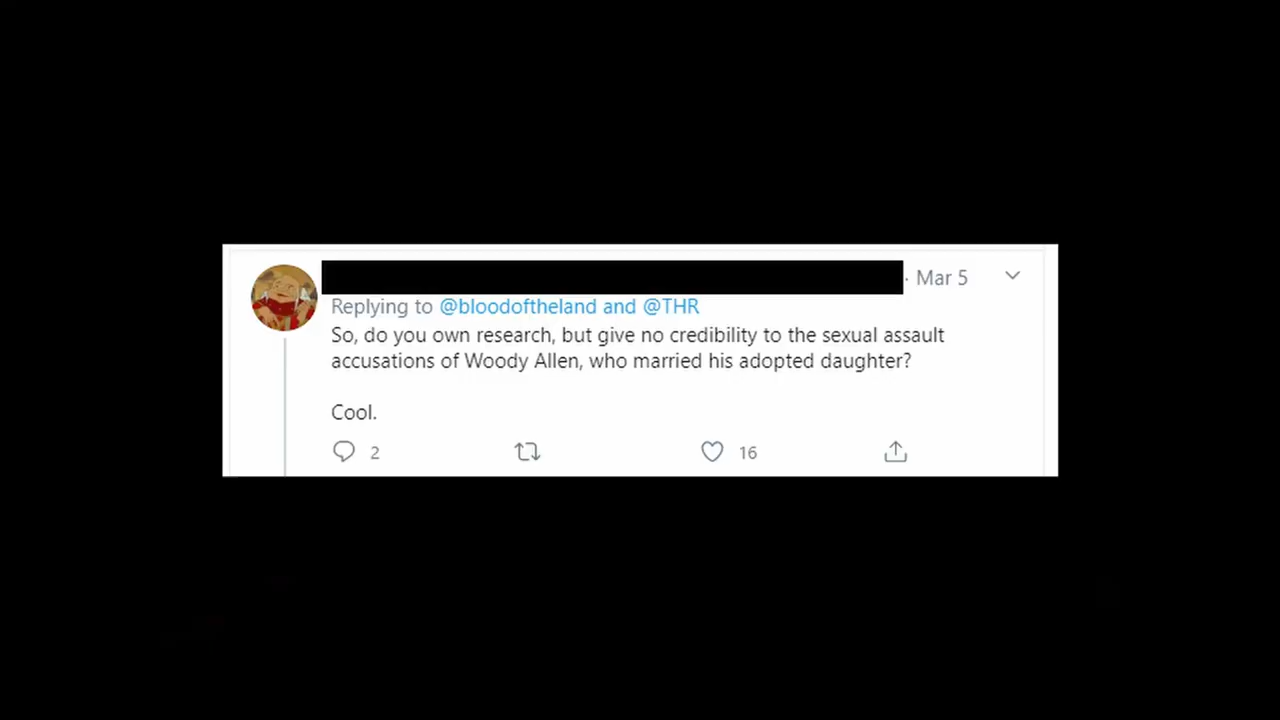 · Mar 5
Replying to @bloodoftheland and @THR
So, do you own research, but give no credibility to the sexual assault
accusations of Woody Allen, who married his adopted daughter?
Cool.
2 16